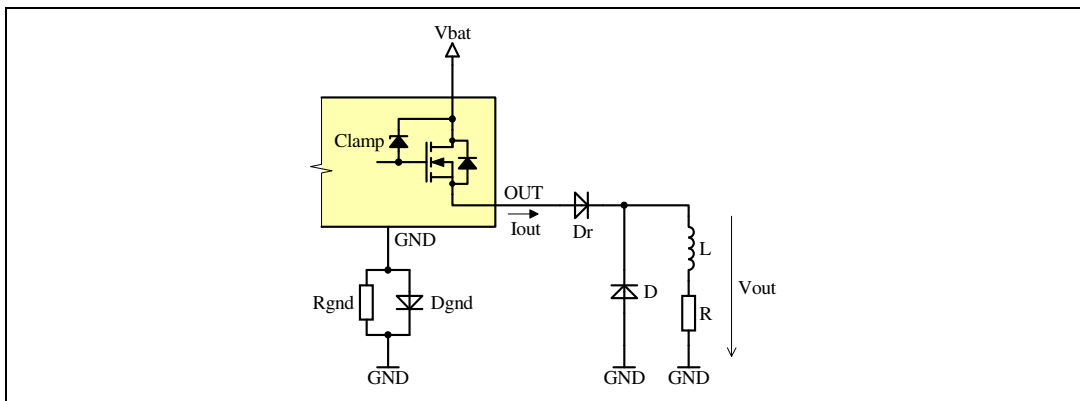 Vbat
Clamp
OUT
Iout
Dr
GND
L
Rgnd
Dgnd
D
R
Vout
GND
GND
GND